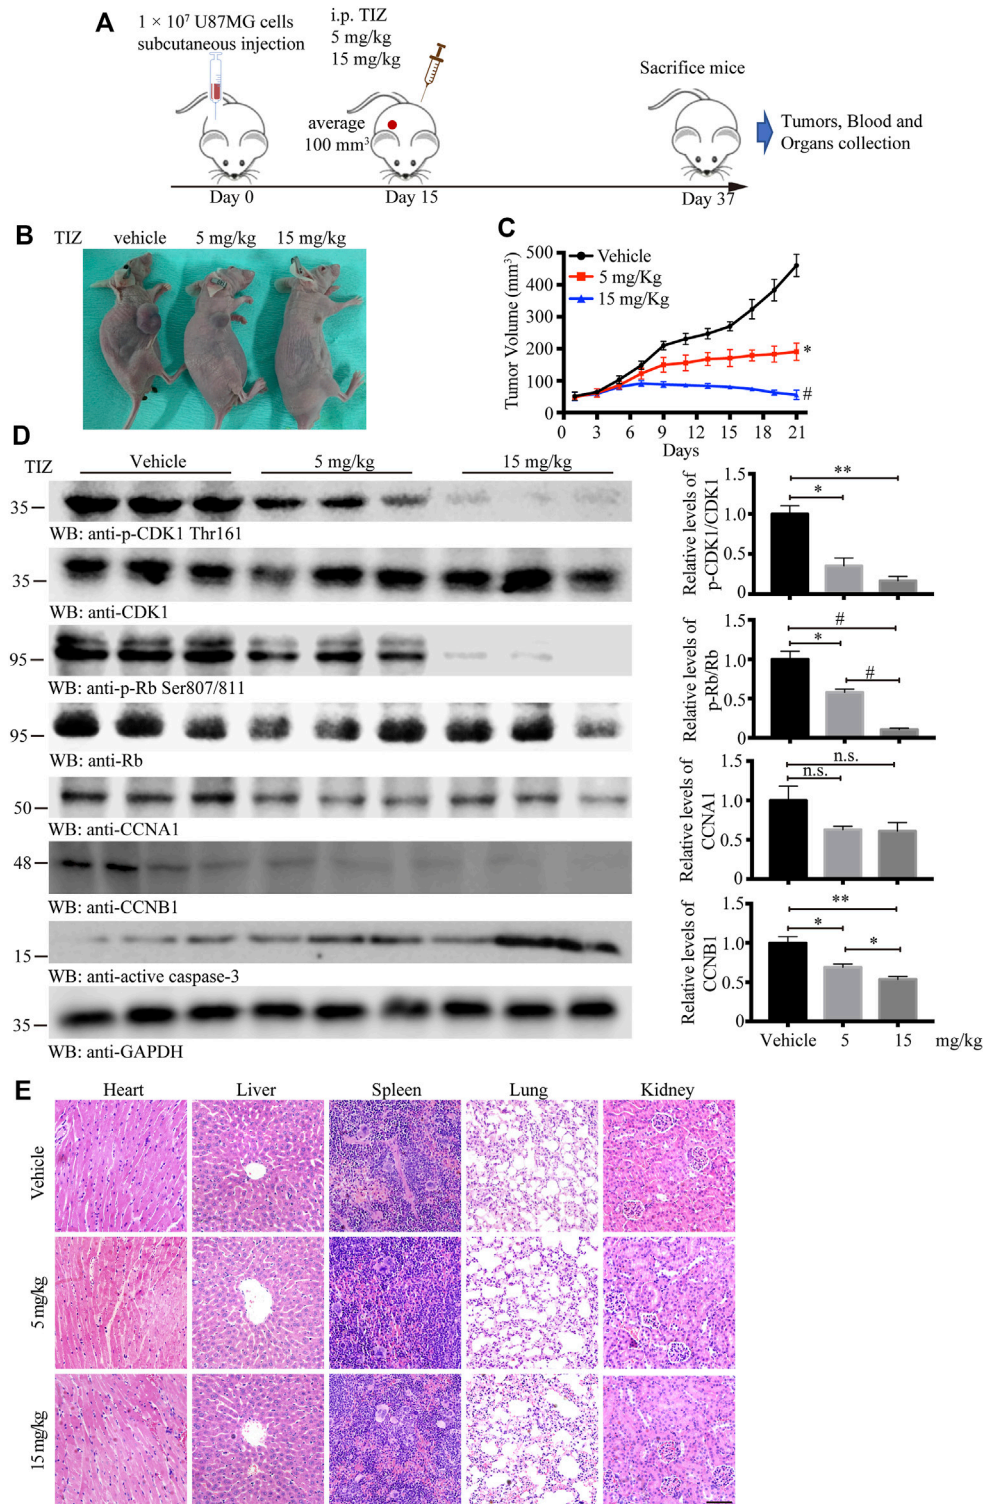 A
1 × 10⁷ U87MG cells
subcutaneous injection
i.p. TIZ
5 mg/kg
15 mg/kg
average
100 mm³
Sacrifice mice
Tumors, Blood and
Organs collection
Day 0
Day 15
Day 37
B
TIZ vehicle 5 mg/kg 15 mg/kg
C
Tumor Volume (mm³)
500
400
300
200
100
0
Vehicle
5 mg/Kg
15 mg/Kg
*
#
0 3 6 9 12 15 18 21
Days
D
TIZ Vehicle 5 mg/kg 15 mg/kg
35
WB: anti-p-CDK1 Thr161
35
WB: anti-CDK1
95
WB: anti-p-Rb Ser807/811
95
WB: anti-Rb
50
WB: anti-CCNA1
48
WB: anti-CCNB1
15
WB: anti-active caspase-3
35
WB: anti-GAPDH
Relative levels of
p-CDK1/CDK1
1.5
1.0
0.5
0
**
*
Relative levels of
p-Rb/Rb
1.5
1.0
0.5
0
#
*
#
Relative levels of
CCNA1
1.5
1.0
0.5
0
n.s.
n.s.
Relative levels of
CCNB1
1.5
1.0
0.5
0
**
*
*
Vehicle 5 15 mg/kg
E
Heart Liver Spleen Lung Kidney
Vehicle
5 mg/kg
15 mg/kg